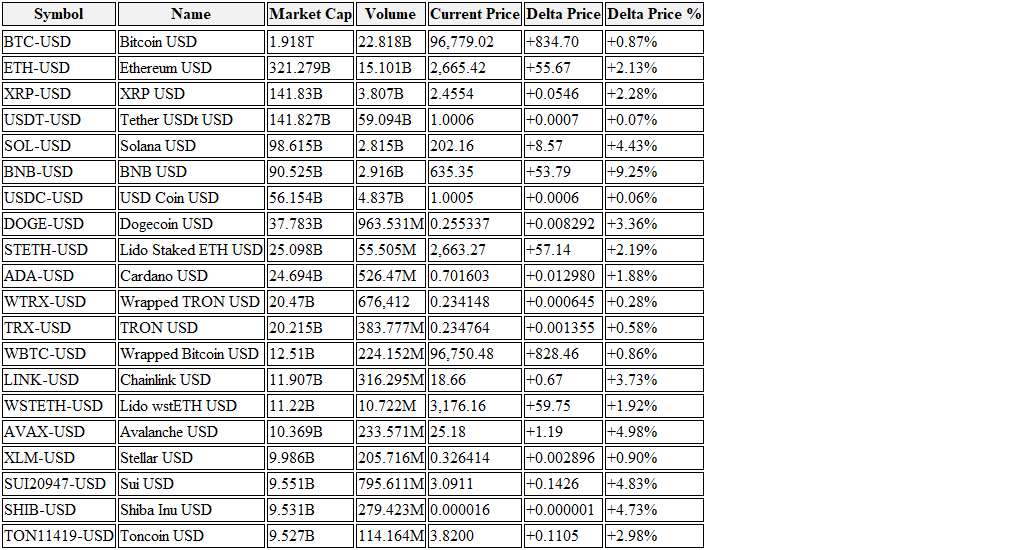 Symbol Name Market Cap Volume Current Price Delta Price Delta Price %
BTC-USD Bitcoin USD 1.918T 22.818B 96,779.02 +834.70 +0.87%
ETH-USD Ethereum USD 321.279B 15.101B 2,665.42 +55.67 +2.13%
XRP-USD XRP USD 141.83B 3.807B 2.4554 +0.0546 +2.28%
USDT-USD Tether USDt USD 141.827B 59.094B 1.0006 +0.0007 +0.07%
SOL-USD Solana USD 98.615B 2.815B 202.16 +8.57 +4.43%
BNB-USD BNB USD 90.525B 2.916B 635.35 +53.79 +9.25%
USDC-USD USD Coin USD 56.154B 4.837B 1.0005 +0.0006 +0.06%
DOGE-USD Dogecoin USD 37.783B 963.531M 0.255337 +0.008292 +3.36%
STETH-USD Lido Staked ETH USD 25.098B 55.505M 2,663.27 +57.14 +2.19%
ADA-USD Cardano USD 24.694B 526.47M 0.701603 +0.012980 +1.88%
WTRX-USD Wrapped TRON USD 20.47B 676,412 0.234148 +0.000645 +0.28%
TRX-USD TRON USD 20.215B 383.777M 0.234764 +0.001355 +0.58%
WBTC-USD Wrapped Bitcoin USD 12.51B 224.152M 96,750.48 +828.46 +0.86%
LINK-USD Chainlink USD 11.907B 316.295M 18.66 +0.67 +3.73%
WSTETH-USD Lido wstETH USD 11.22B 10.722M 3,176.16 +59.75 +1.92%
AVAX-USD Avalanche USD 10.369B 233.571M 25.18 +1.19 +4.98%
XLM-USD Stellar USD 9.986B 205.716M 0.326414 +0.002896 +0.90%
SUI20947-USD Sui USD 9.551B 795.611M 3.0911 +0.1426 +4.83%
SHIB-USD Shiba Inu USD 9.531B 279.423M 0.000016 +0.000001 +4.73%
TON11419-USD Toncoin USD 9.527B 114.164M 3.8200 +0.1105 +2.98%